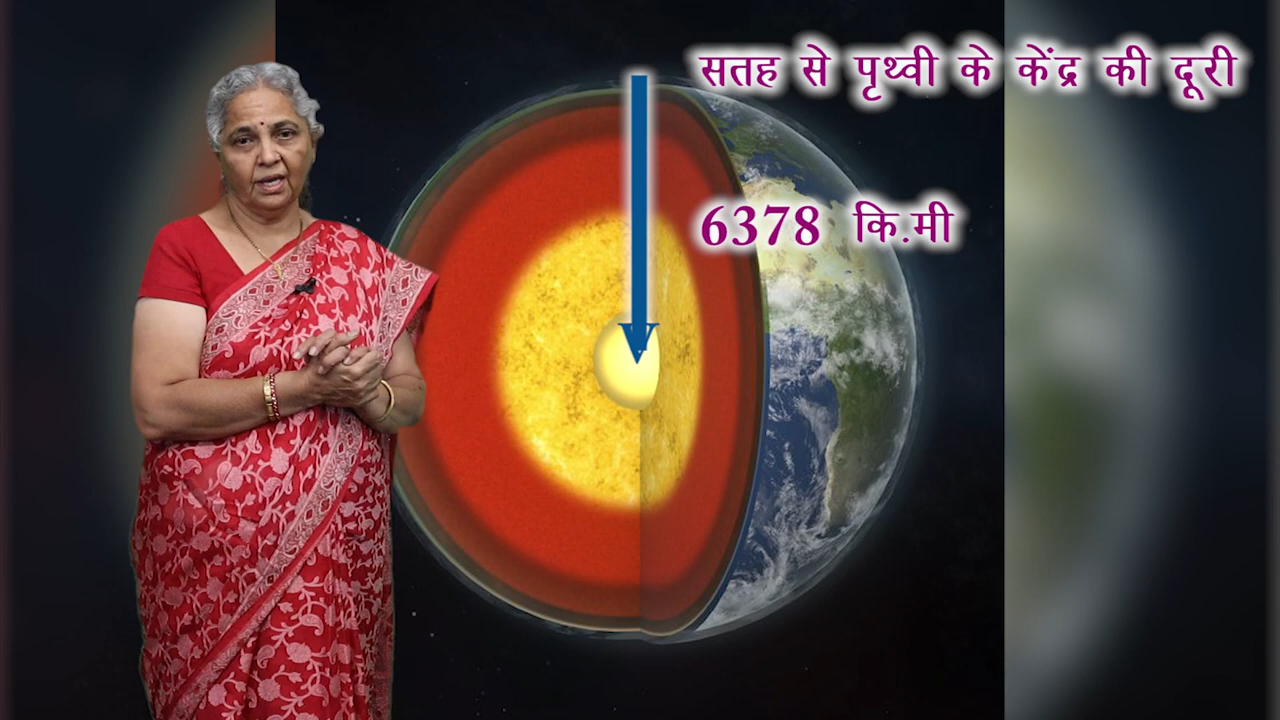 सतह से पृथ्वी के केंद्र की दूरी
6378 कि.मी